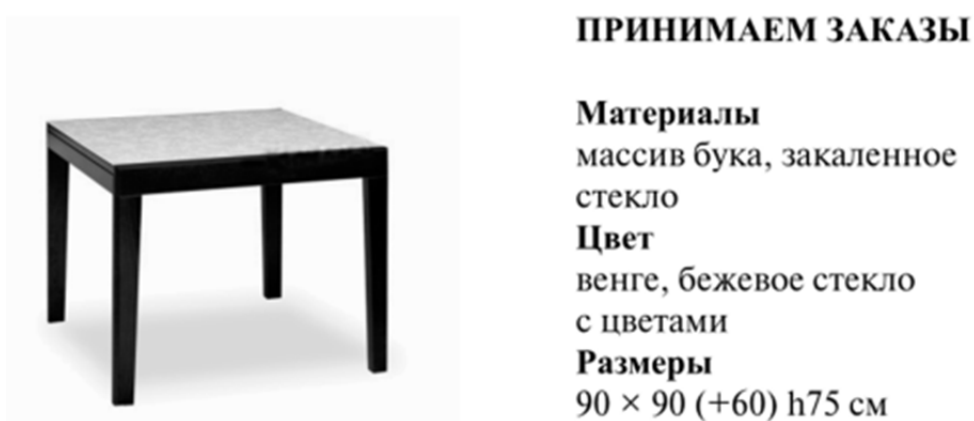 ПРИНИМАЕМ ЗАКАЗЫ
Материалы
массив бука, закаленное
стекло
Цвет
венге, бежевое стекло
с цветами
Размеры
90 × 90 (+60) h75 см